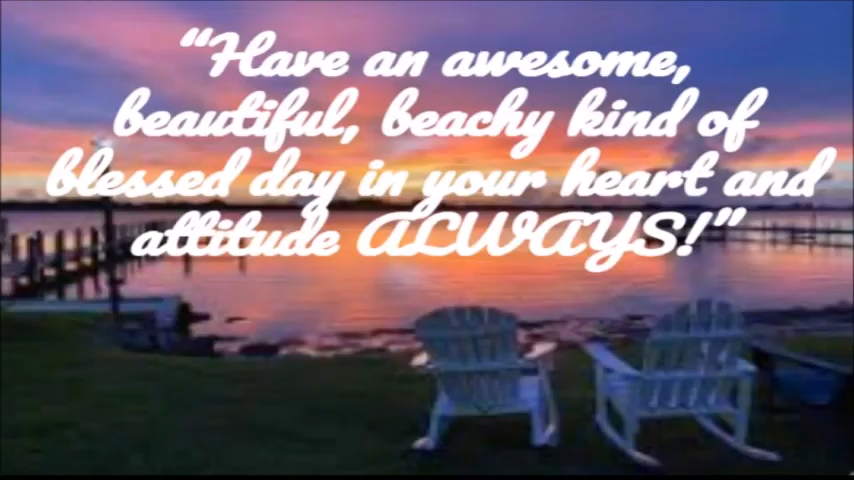 “Have an awesome,
beautiful, beachy kind of
blessed day in your heart and
attitude ALWAYS!”